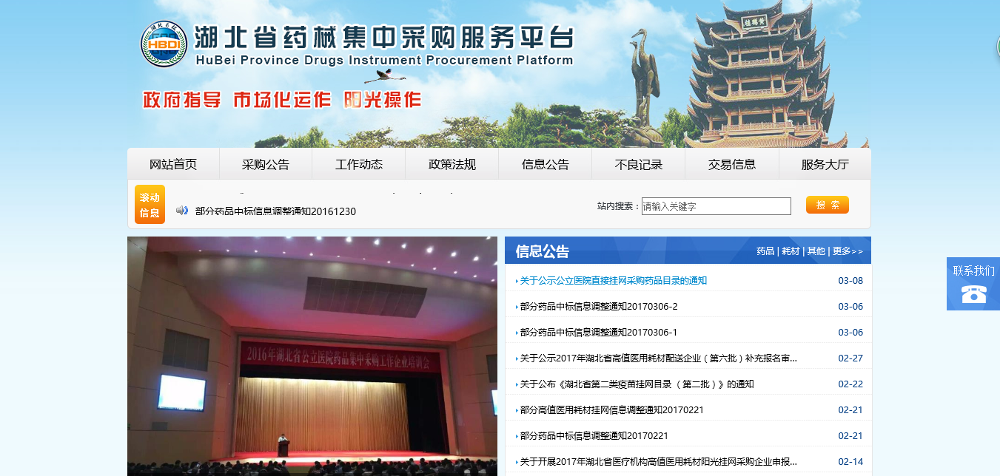 湖北省药械集中采购服务平台
HBDI
HuBei Province Drugs Instrument Procurement Platform
政府指导 市场化运作 阳光操作
网站首页 采购公告 工作动态 政策法规 信息公告 不良记录 交易信息 服务大厅
滚动
信息
部分药品中标信息调整通知20161230
站内搜索： 请输入关键字 搜 索
2016年湖北省公立医院药品集中采购工作企业培训会
信息公告 药品 | 耗材 | 其他 | 更多>>
关于公示公立医院直接挂网采购药品目录的通知 03-08
部分药品中标信息调整通知20170306-2 03-06
部分药品中标信息调整通知20170306-1 03-06
关于公示2017年湖北省高值医用耗材配送企业（第六批）补充报名审... 02-27
关于公布《湖北省第二类疫苗挂网目录 （第二批）》的通知 02-22
部分高值医用耗材挂网信息调整通知20170221 02-21
部分药品中标信息调整通知20170221 02-21
关于开展2017年湖北省医疗机构高值医用耗材阳光挂网采购企业申报... 02-14
联系我们